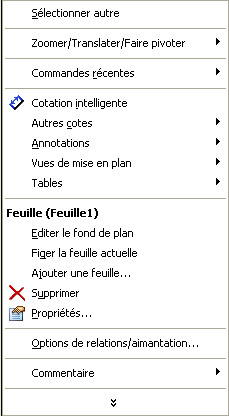 Sélectionner autre
Zoomer/Translater/Faire pivoter
Commandes récentes
Cotation intelligente
Autres cotes
Annotations
Vues de mise en plan
Tables
Feuille (Feuille1)
Editer le fond de plan
Figer la feuille actuelle
Ajouter une feuille...
Supprimer
Propriétés...
Options de relations/aimantation...
Commentaire